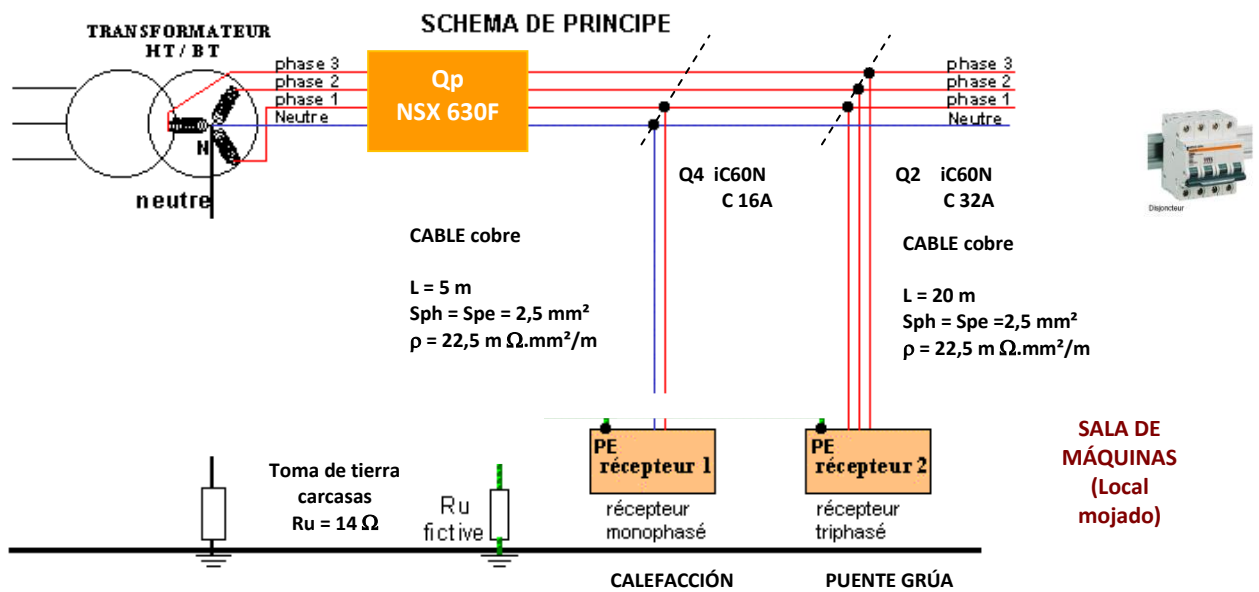 SCHEMA DE PRINCIPE
TRANSFORMATEUR
HT / BT
phase 3
phase 2
phase 1
Neutre
N
neutre
Qp
NSX 630F
phase 3
phase 2
phase 1
Neutre
Q4 iC60N
C 16A
Q2 iC60N
C 32A
Disjoncteur
CABLE cobre
L = 5 m
Sph = Spe = 2,5 mm²
ρ = 22,5 m Ω.mm²/m
CABLE cobre
L = 20 m
Sph = Spe =2,5 mm²
ρ = 22,5 m Ω.mm²/m
Toma de tierra
carcasas
Ru = 14 Ω
Ru
fictive
PE
récepteur 1
récepteur
monophasé
CALEFACCIÓN
PE
récepteur 2
récepteur
triphasé
PUENTE GRÚA
SALA DE
MÁQUINAS
(Local
mojado)